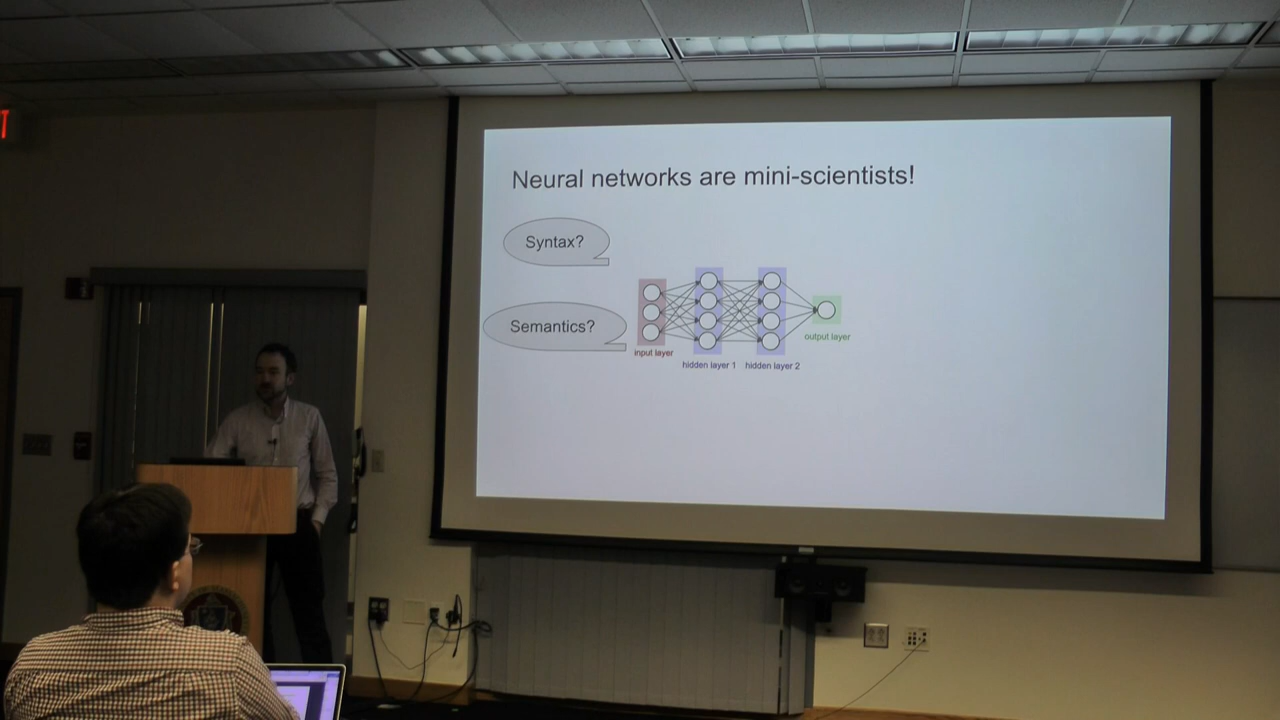 T
Neural networks are mini-scientists!
Syntax?
Semantics?
input layer
hidden layer 1
hidden layer 2
output layer